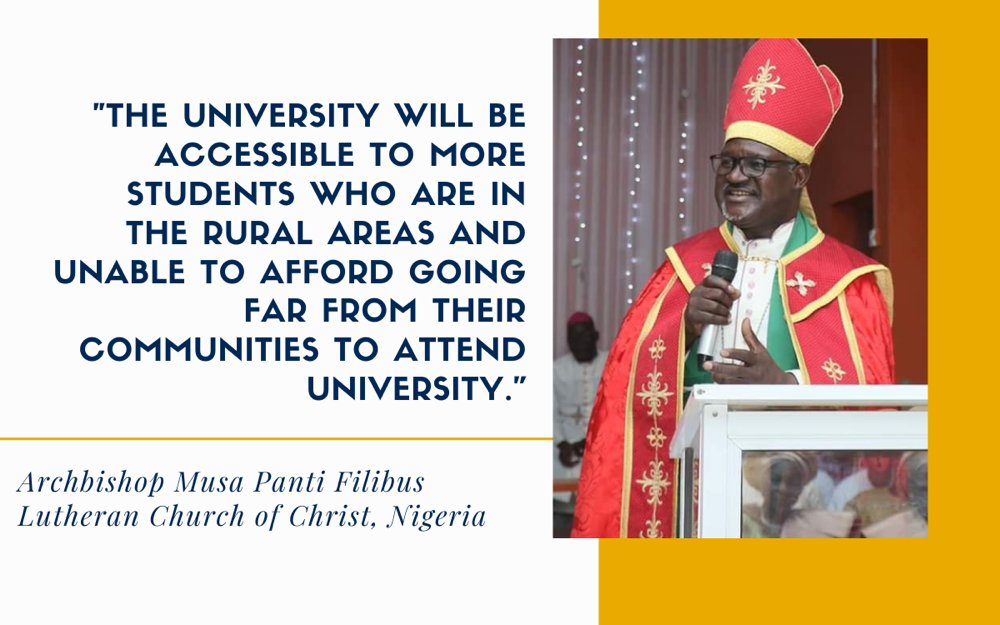 "THE UNIVERSITY WILL BE
ACCESSIBLE TO MORE
STUDENTS WHO ARE IN
THE RURAL AREAS AND
UNABLE TO AFFORD GOING
FAR FROM THEIR
COMMUNITIES TO ATTEND
UNIVERSITY."
Archbishop Musa Panti Filibus
Lutheran Church of Christ, Nigeria